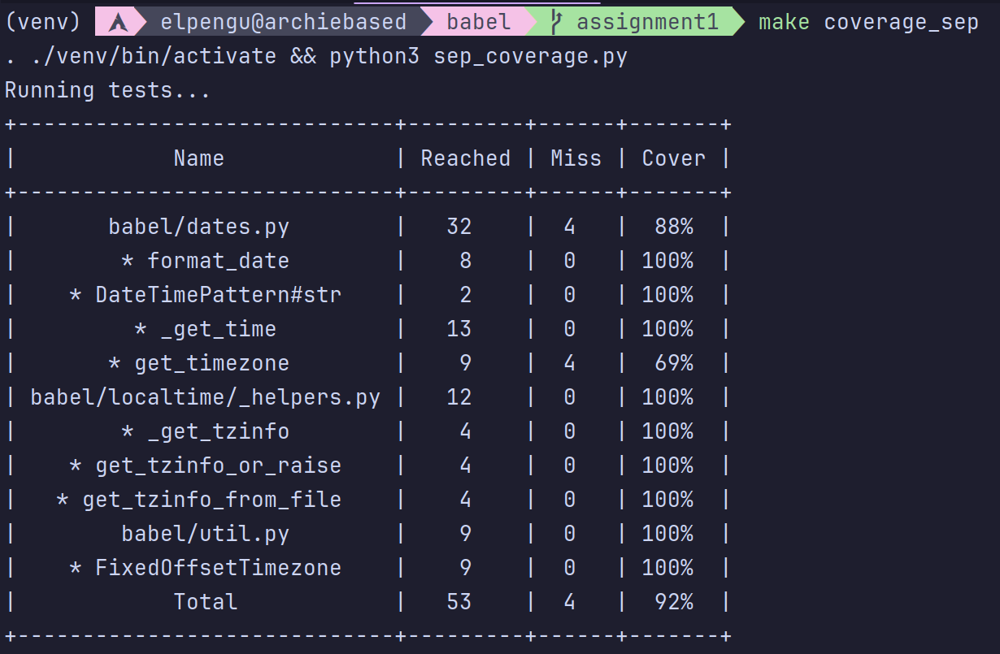 (venv) elpengu@archiebased babel assignment1 make coverage_sep
. ./venv/bin/activate && python3 sep_coverage.py
Running tests...
+-----------------------------+---------+------+-------+
|             Name            | Reached | Miss | Cover |
+-----------------------------+---------+------+-------+
|        babel/dates.py       |    32   |  4   |  88%  |
|         * format_date       |    8    |  0   |  100% |
|     * DateTimePattern#str   |    2    |  0   |  100% |
|          * _get_time        |    13   |  0   |  100% |
|        * get_timezone       |    9    |  4   |  69%  |
| babel/localtime/_helpers.py |    12   |  0   |  100% |
|         * _get_tzinfo       |    4    |  0   |  100% |
|     * get_tzinfo_or_raise   |    4    |  0   |  100% |
|    * get_tzinfo_from_file   |    4    |  0   |  100% |
|         babel/util.py       |    9    |  0   |  100% |
|     * FixedOffsetTimezone   |    9    |  0   |  100% |
|             Total           |    53   |  4   |  92%  |
+-----------------------------+---------+------+-------+